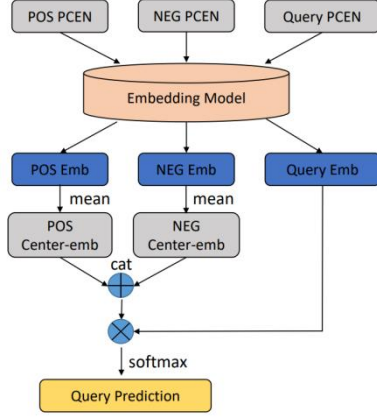 POS PCEN
NEG PCEN
Query PCEN
Embedding Model
POS Emb
NEG Emb
Query Emb
mean
mean
POS
Center-emb
NEG
Center-emb
cat
softmax
Query Prediction